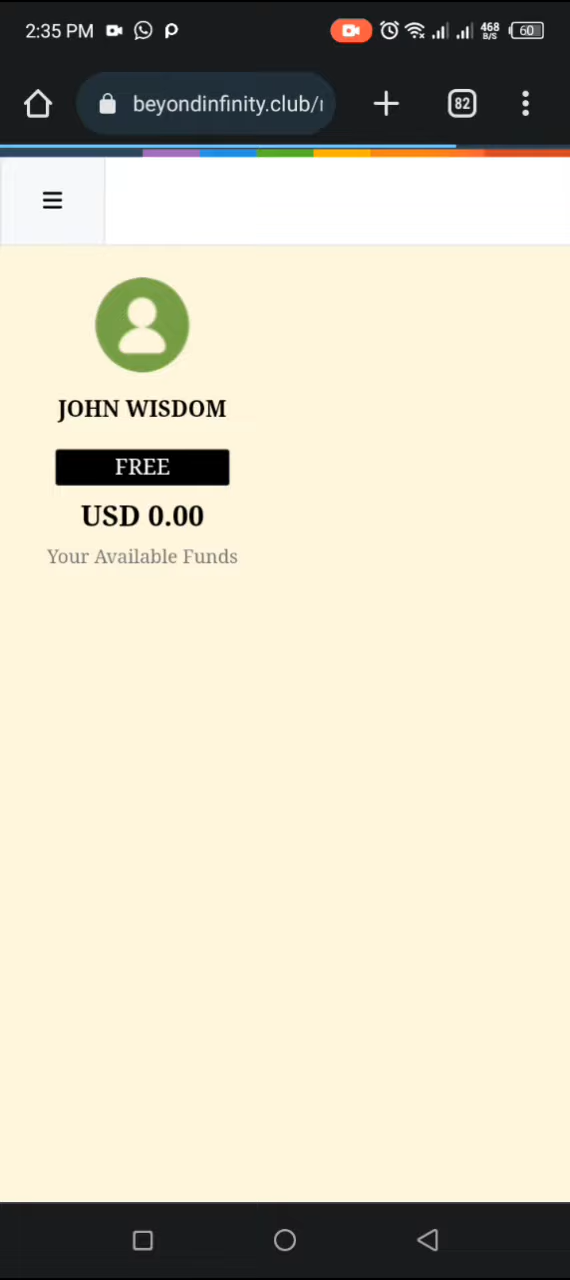 2:35 PM 468 B/S 60
beyondinfinity.club/
82
JOHN WISDOM
FREE
USD 0.00
Your Available Funds